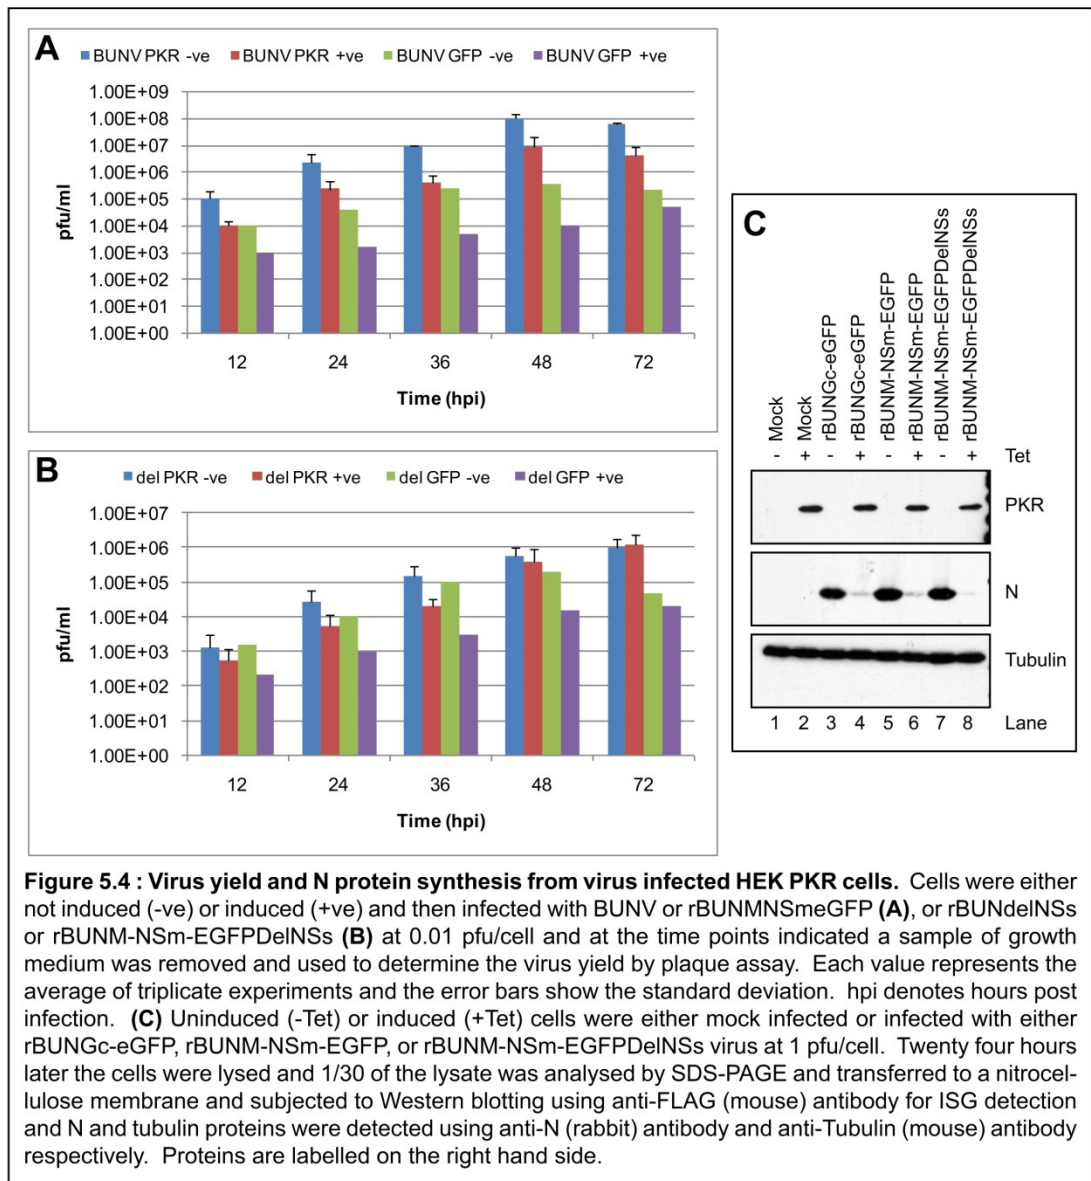 A
BUNV PKR -ve BUNV PKR +ve BUNV GFP -ve BUNV GFP +ve
1.00E+09
1.00E+08
1.00E+07
1.00E+06
1.00E+05
1.00E+04
1.00E+03
1.00E+02
1.00E+01
1.00E+00
pfu/ml
12 24 36 48 72
Time (hpi)
B
del PKR -ve del PKR +ve del GFP -ve del GFP +ve
1.00E+07
1.00E+06
1.00E+05
1.00E+04
1.00E+03
1.00E+02
1.00E+01
1.00E+00
pfu/ml
12 24 36 48 72
Time (hpi)
C
Mock
Mock
rBUNGc-eGFP
rBUNGc-eGFP
rBUNM-NSm-EGFP
rBUNM-NSm-EGFP
rBUNM-NSm-EGFPDelNSs
rBUNM-NSm-EGFPDelNSs
- + - + - + - + Tet
PKR
N
Tubulin
1 2 3 4 5 6 7 8 Lane
Figure 5.4 : Virus yield and N protein synthesis from virus infected HEK PKR cells. Cells were either
not induced (-ve) or induced (+ve) and then infected with BUNV or rBUNMNSmeGFP (A), or rBUNdelNSs
or rBUNM-NSm-EGFPDelNSs (B) at 0.01 pfu/cell and at the time points indicated a sample of growth
medium was removed and used to determine the virus yield by plaque assay. Each value represents the
average of triplicate experiments and the error bars show the standard deviation. hpi denotes hours post
infection. (C) Uninduced (-Tet) or induced (+Tet) cells were either mock infected or infected with either
rBUNGc-eGFP, rBUNM-NSm-EGFP, or rBUNM-NSm-EGFPDelNSs virus at 1 pfu/cell. Twenty four hours
later the cells were lysed and 1/30 of the lysate was analysed by SDS-PAGE and transferred to a nitrocel-
lulose membrane and subjected to Western blotting using anti-FLAG (mouse) antibody for ISG detection
and N and tubulin proteins were detected using anti-N (rabbit) antibody and anti-Tubulin (mouse) antibody
respectively. Proteins are labelled on the right hand side.